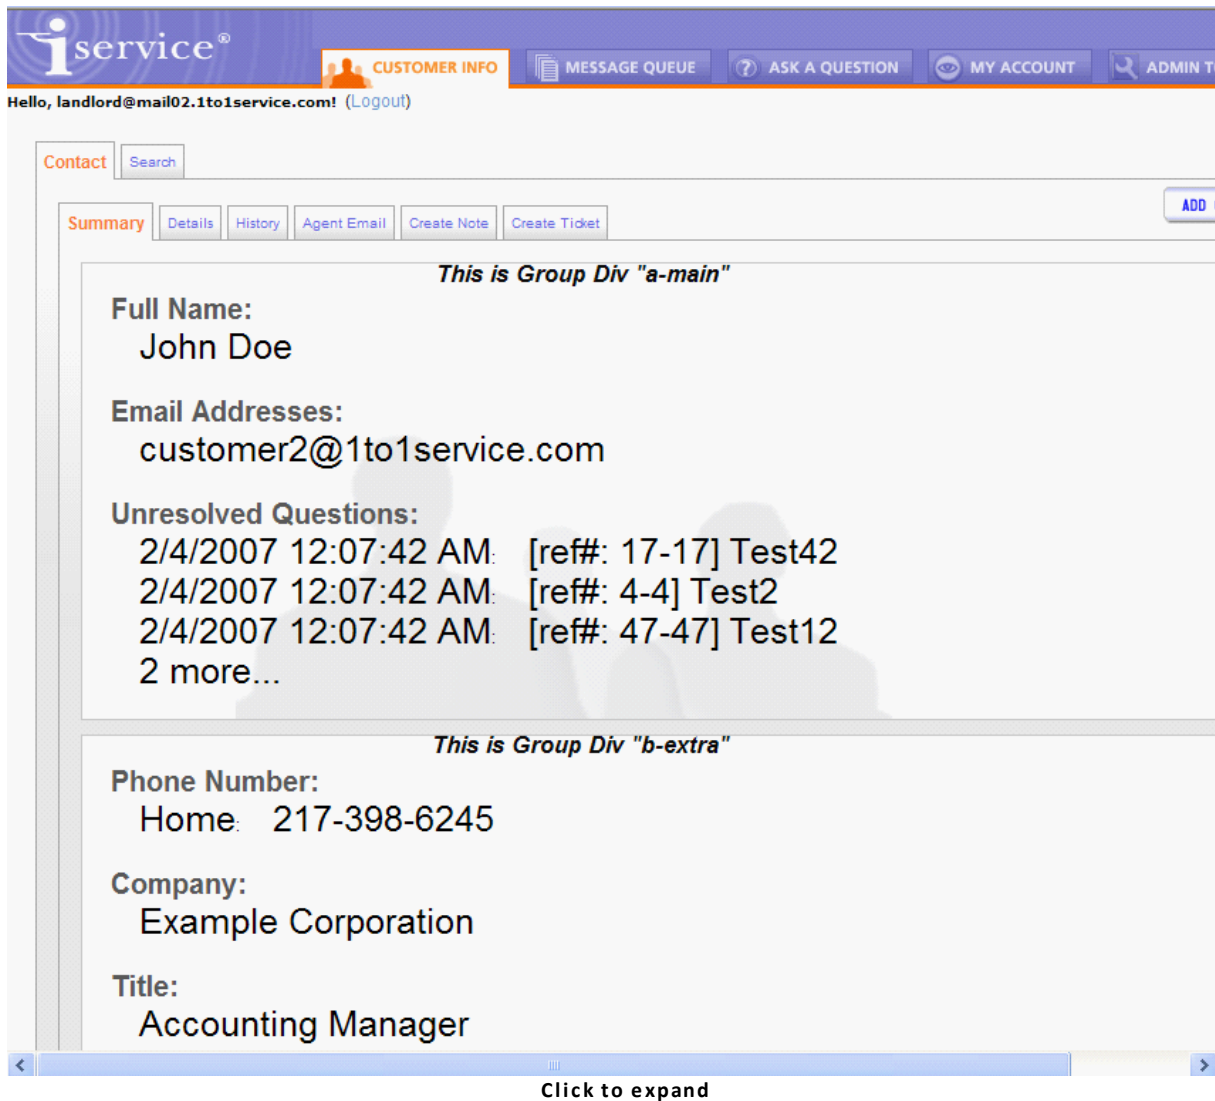 iservice®
CUSTOMER INFO MESSAGE QUEUE ? ASK A QUESTION MY ACCOUNT ADMIN T
Hello, landlord@mail02.1to1service.com! (Logout)
Contact Search
ADD
Summary Details History Agent Email Create Note Create Ticket
This is Group Div "a-main"
Full Name:
John Doe
Email Addresses:
customer2@1to1service.com
Unresolved Questions:
2/4/2007 12:07:42 AM: [ref#: 17-17] Test42
2/4/2007 12:07:42 AM: [ref#: 4-4] Test2
2/4/2007 12:07:42 AM: [ref#: 47-47] Test12
2 more...
This is Group Div "b-extra"
Phone Number:
Home: 217-398-6245
Company:
Example Corporation
Title:
Accounting Manager
Click to expand